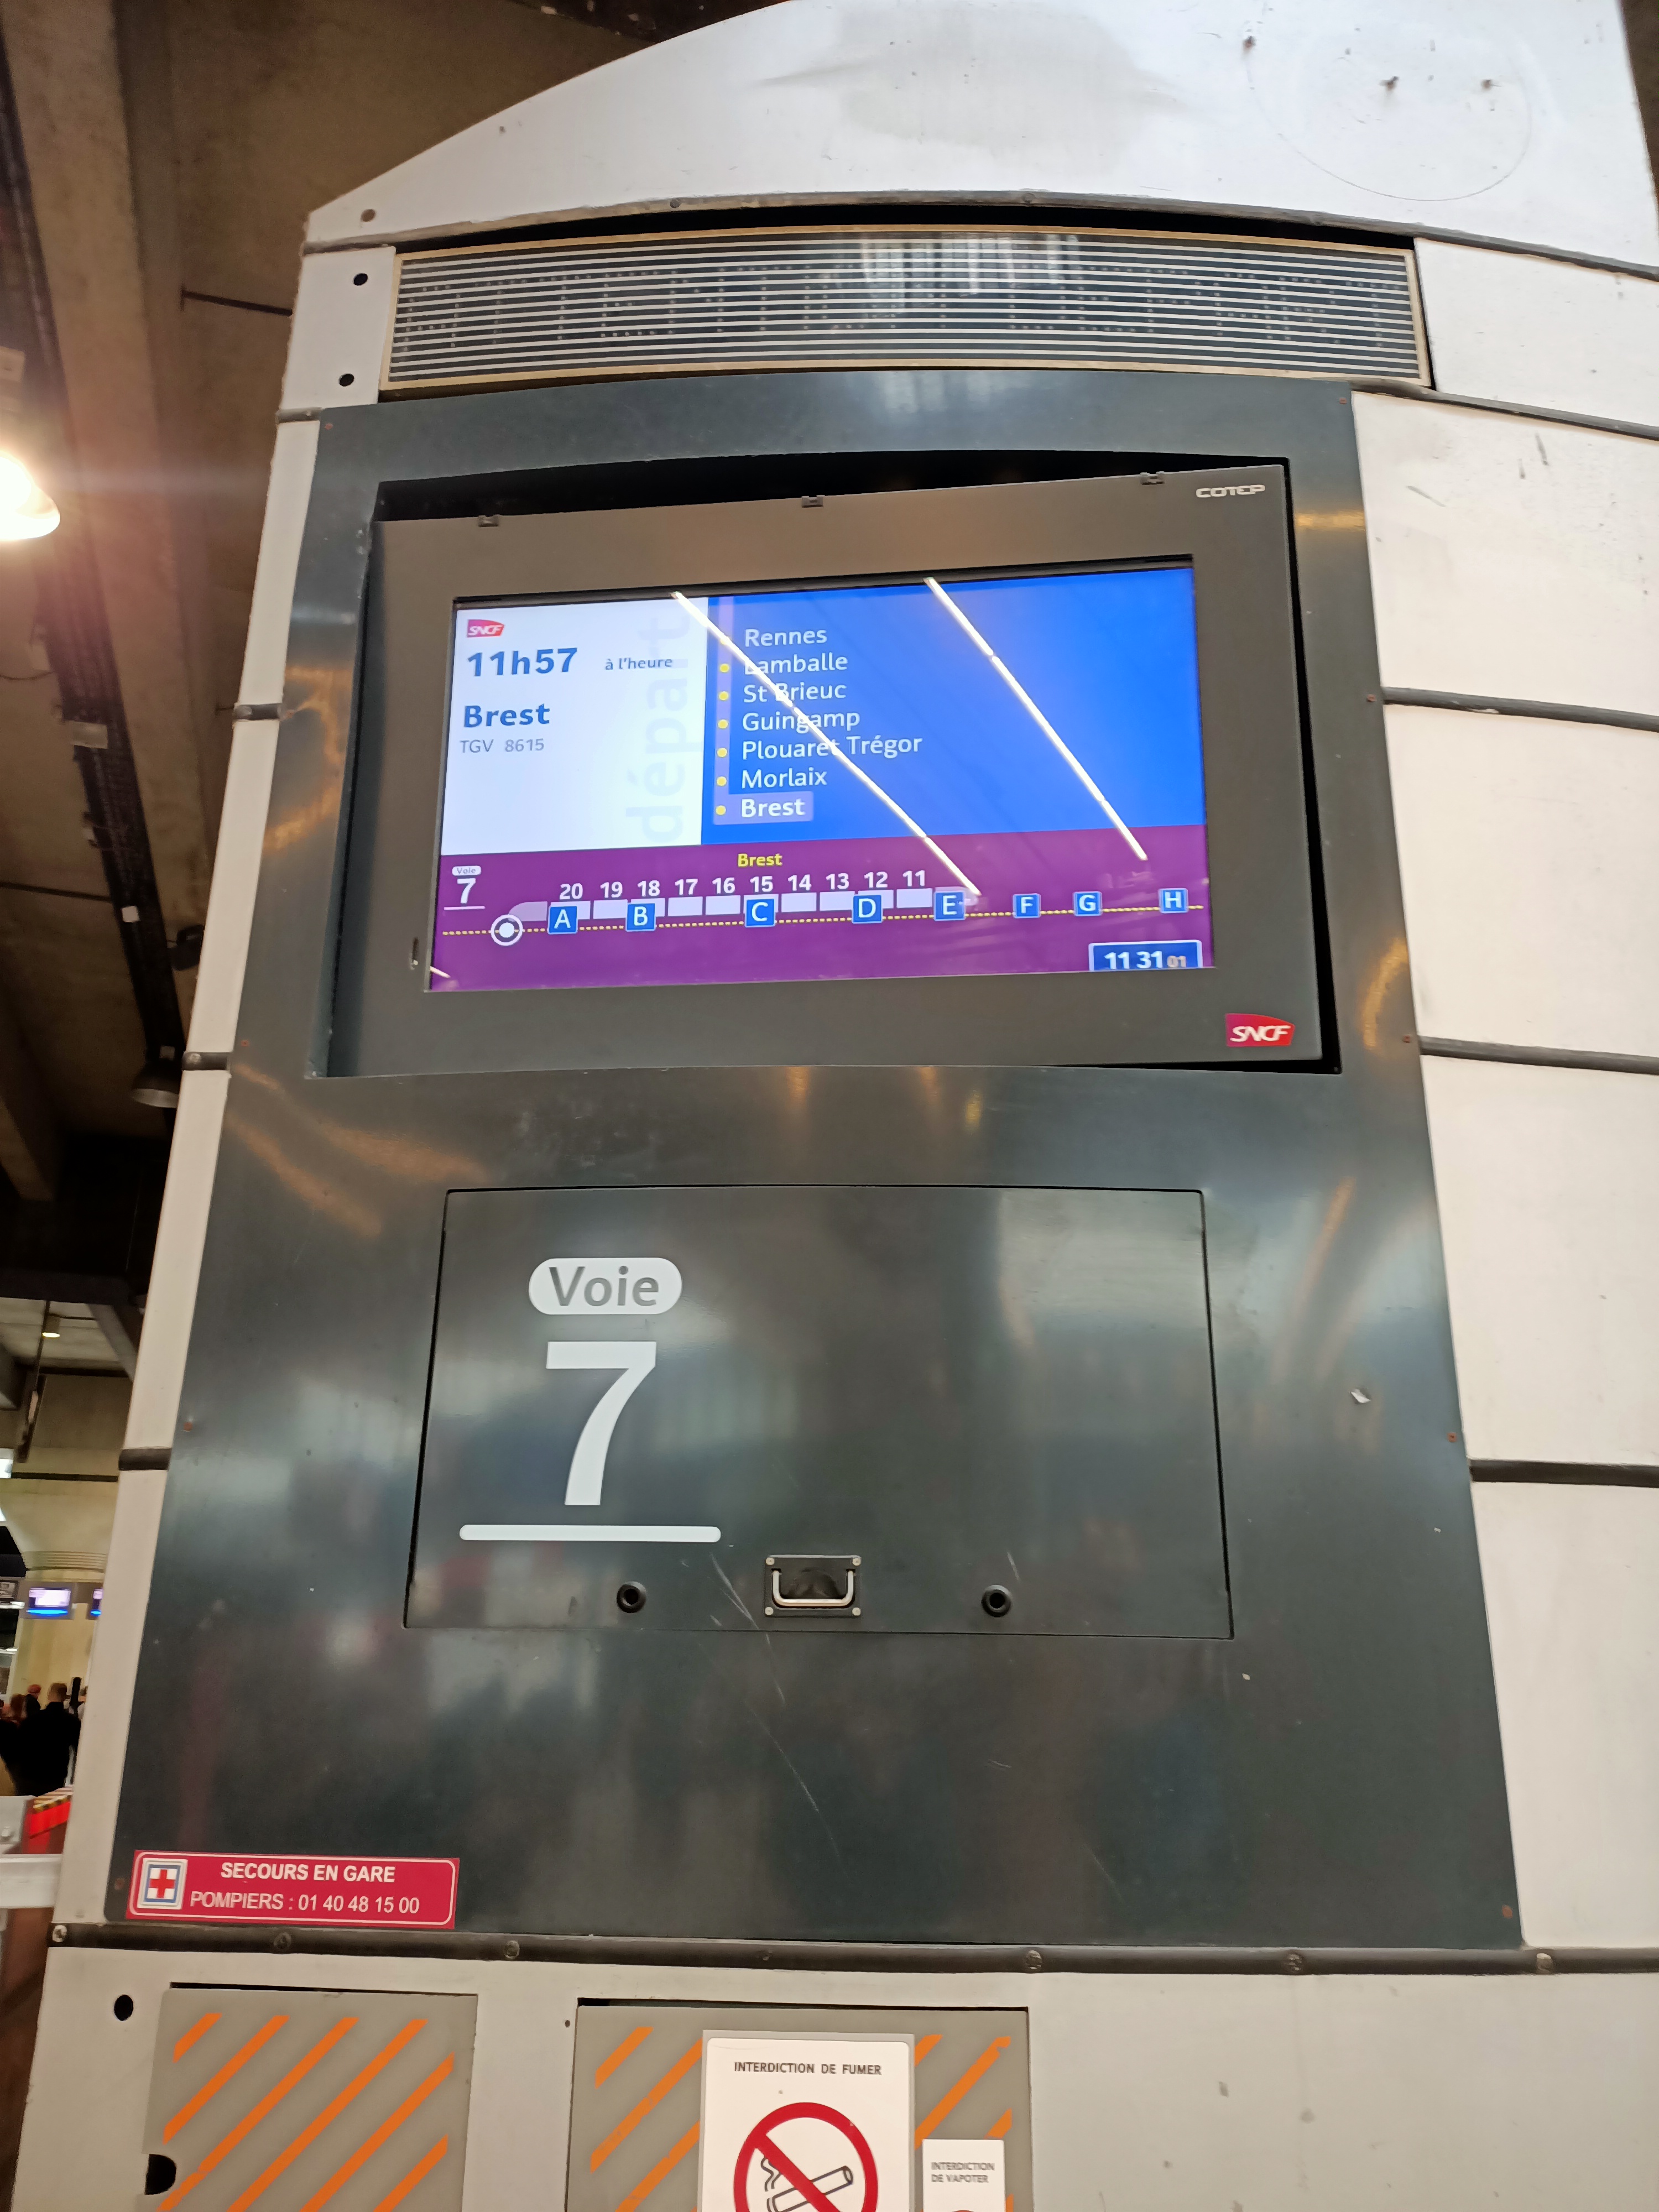 COTEP
SNCF
11h57 à l'heure
Brest
TGV 8615
départ
Rennes
Lamballe
St Brieuc
Guingamp
Plouaret Trégor
Morlaix
Brest
Brest
Voie
7
20 19 18 17 16 15 14 13 12 11
A B C D E F G H
11 31 01
SNCF
Voie
7
SECOURS EN GARE
POMPIERS : 01 40 48 15 00
INTERDICTION DE FUMER
INTERDICTION
DE VAPOTER